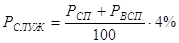 P_СЛУЖ = (P_СП + P_ВСП) / 100 · 4%